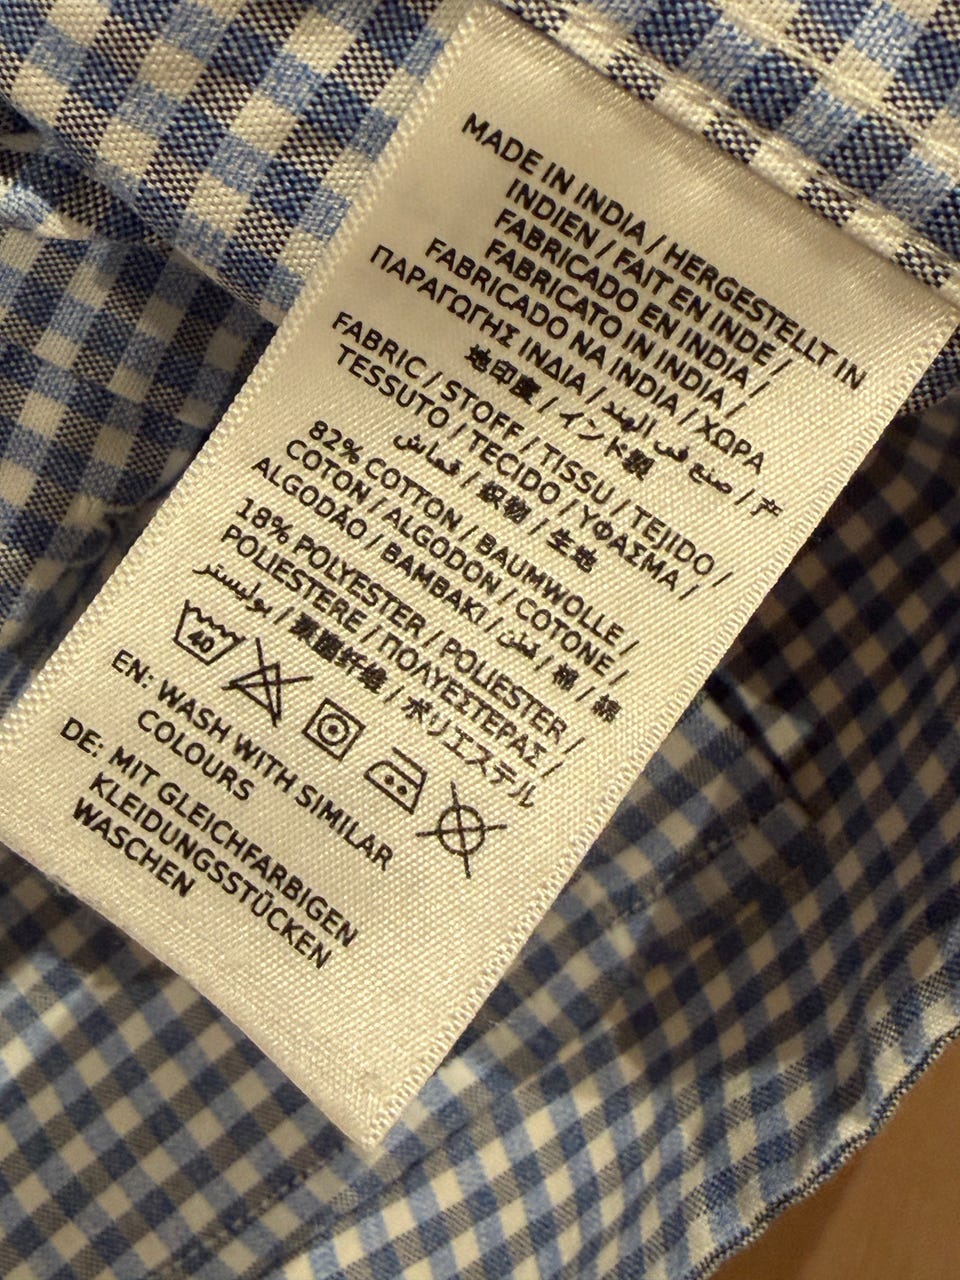 MADE IN INDIA / HERGESTELLT IN
INDIEN / FAIT EN INDE /
FABRICADO EN INDIA /
FABRICATO IN INDIA /
FABRICADO NA INDIA / ΧΩΡΑ
ΠΑΡΑΓΩΓΗΣ ΙΝΔΙΑ / صنع في الهند / 产
地印度 / インド製
FABRIC / STOFF / TISSU / TEJIDO /
TESSUTO / TECIDO / ΥΦΑΣΜΑ /
قماش / 织物 / 生地
82% COTTON / BAUMWOLLE /
COTON / ALGODON / COTONE /
ALGODÃO / BAMBAKI / قطن / 棉 / 綿
18% POLYESTER / POLIESTER /
POLIESTERE / ΠΟΛΥΕΣΤΕΡΑΣ /
بوليستر / 聚酯纤维 / ポリエステル
40
EN: WASH WITH SIMILAR
COLOURS
DE: MIT GLEICHFARBIGEN
KLEIDUNGSSTÜCKEN
WASCHEN